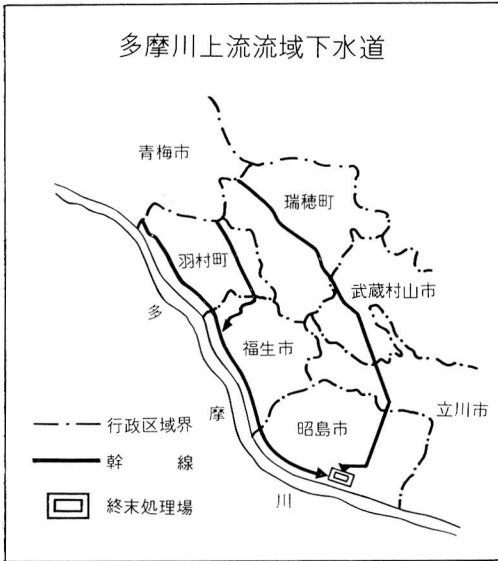 多摩川上流流域下水道
青梅市
瑞穂町
羽村町
武蔵村山市
福生市
立川市
昭島市
多摩川
行政区域界
幹線
終末処理場